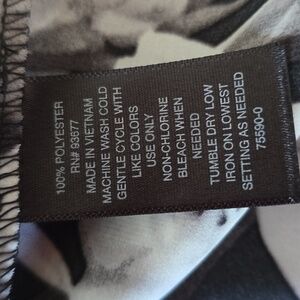 100% POLYESTER
RN# 93677
MADE IN VIETNAM
MACHINE WASH COLD
GENTLE CYCLE WITH
LIKE COLORS
USE ONLY
NON-CHLORINE
BLEACH WHEN
NEEDED
TUMBLE DRY LOW
IRON ON LOWEST
SETTING AS NEEDED
75590-0